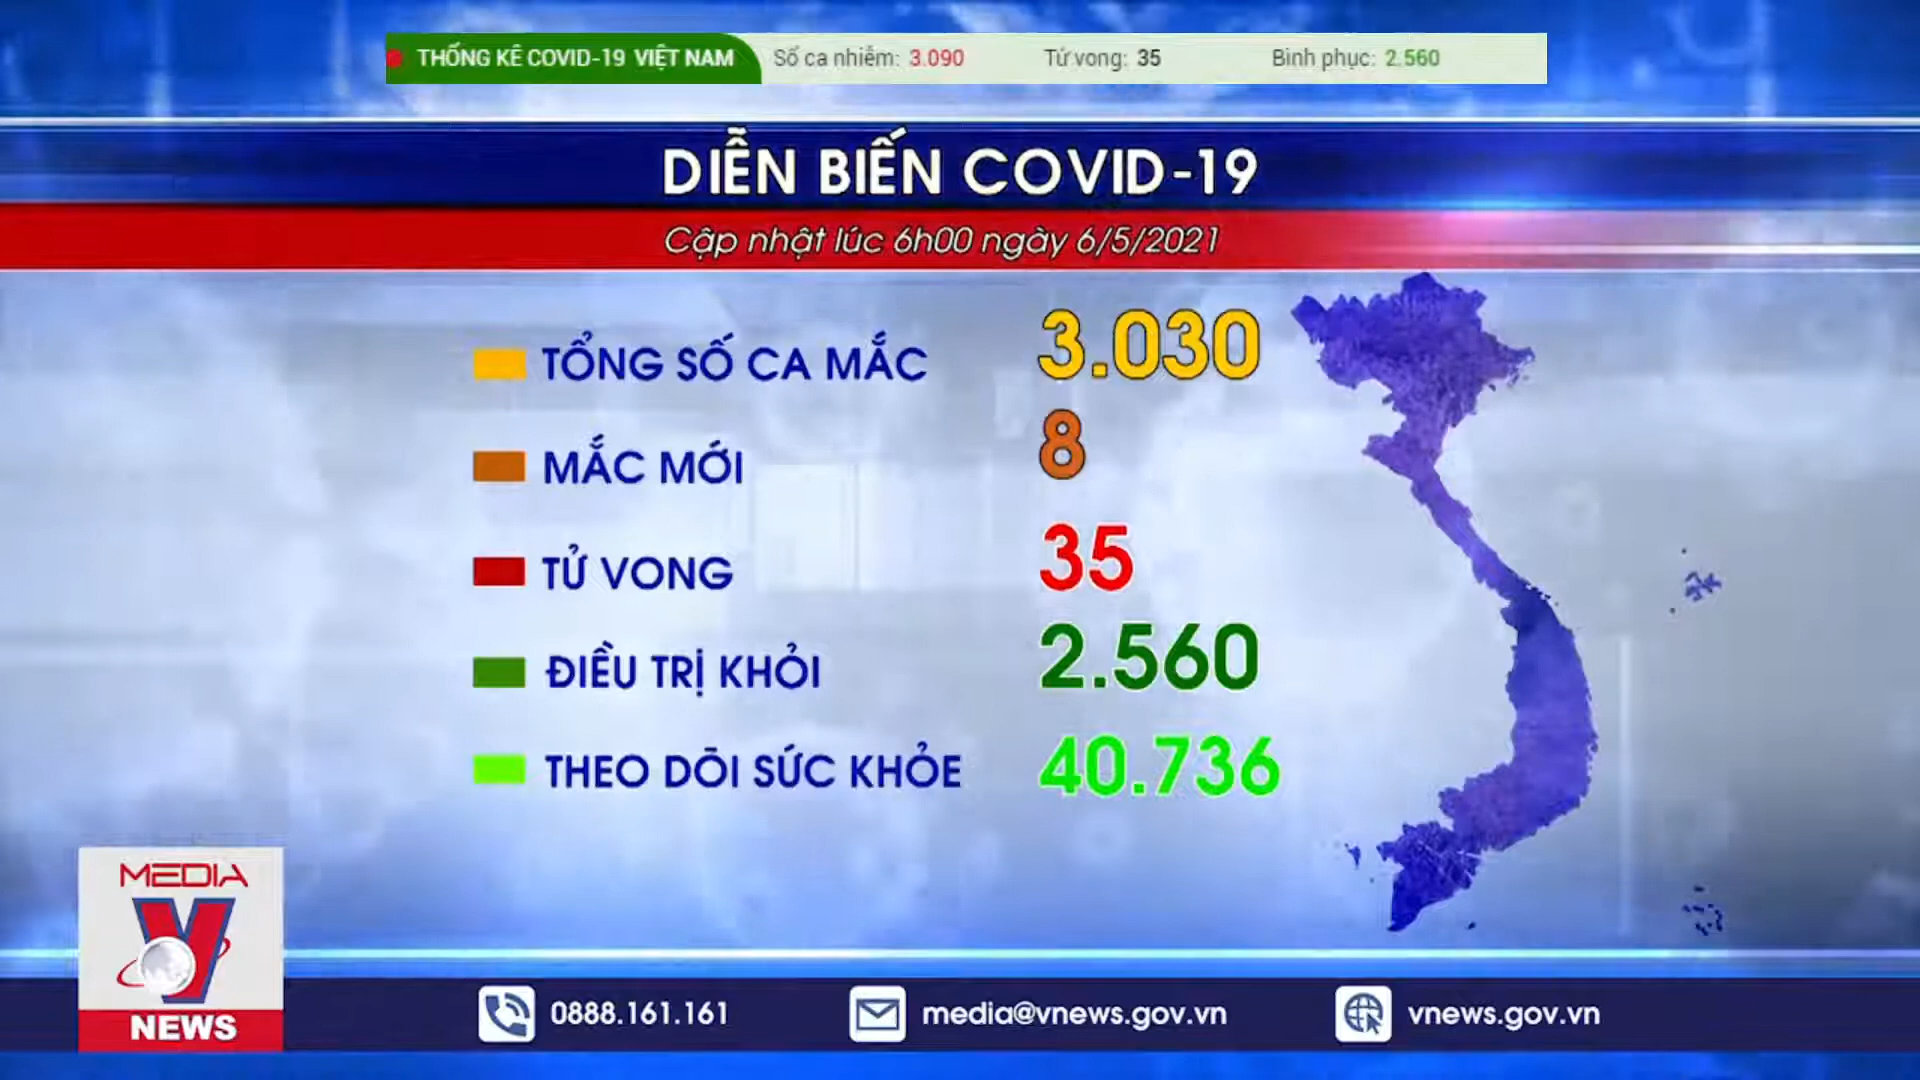 THỐNG KÊ COVID-19 VIỆT NAM Số ca nhiễm: 3.090 Tử vong: 35 Bình phục: 2.560
DIỄN BIẾN COVID-19
Cập nhật lúc 6h00 ngày 6/5/2021
TỔNG SỐ CA MẮC 3.030
MẮC MỚI 8
TỬ VONG 35
ĐIỀU TRỊ KHỎI 2.560
THEO DÕI SỨC KHỎE 40.736
MEDIA
V
NEWS
0888.161.161 media@vnews.gov.vn vnews.gov.vn